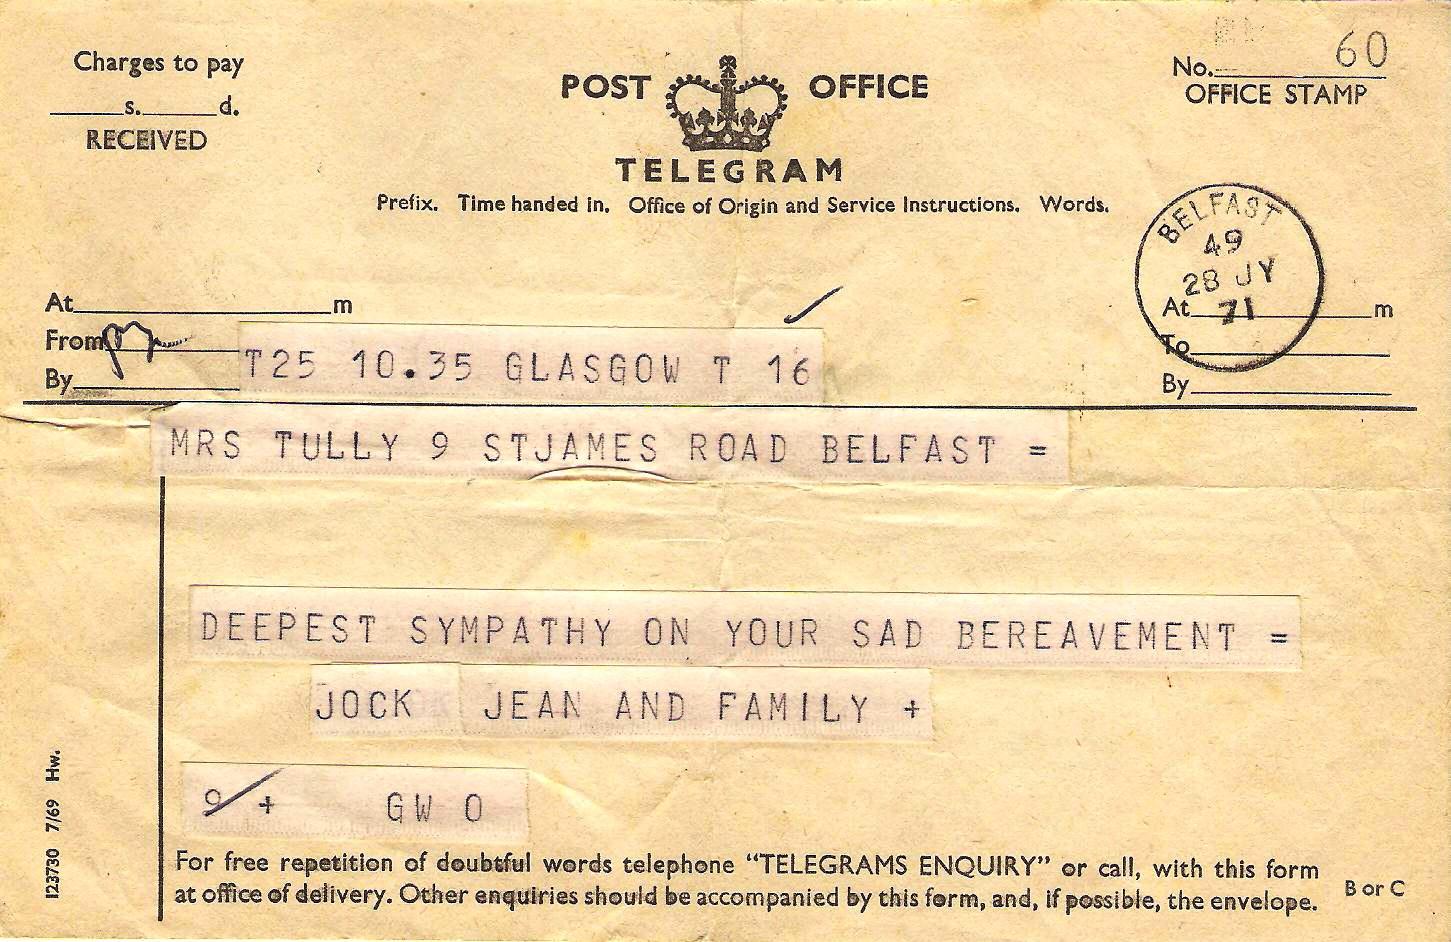 Charges to pay
s. d.
RECEIVED
POST OFFICE
TELEGRAM
Prefix. Time handed in. Office of Origin and Service Instructions. Words.
No. 60
OFFICE STAMP
BELFAST
49
28 JY
71
At m
From
By
At m
To
By
T25 10.35 GLASGOW T 16
MRS TULLY 9 STJAMES ROAD BELFAST =
DEEPEST SYMPATHY ON YOUR SAD BEREAVEMENT =
JOCK JEAN AND FAMILY +
9 + GW O
For free repetition of doubtful words telephone “TELEGRAMS ENQUIRY” or call, with this form
at office of delivery. Other enquiries should be accompanied by this form, and, if possible, the envelope.
B or C
123730 7/69 Hw.